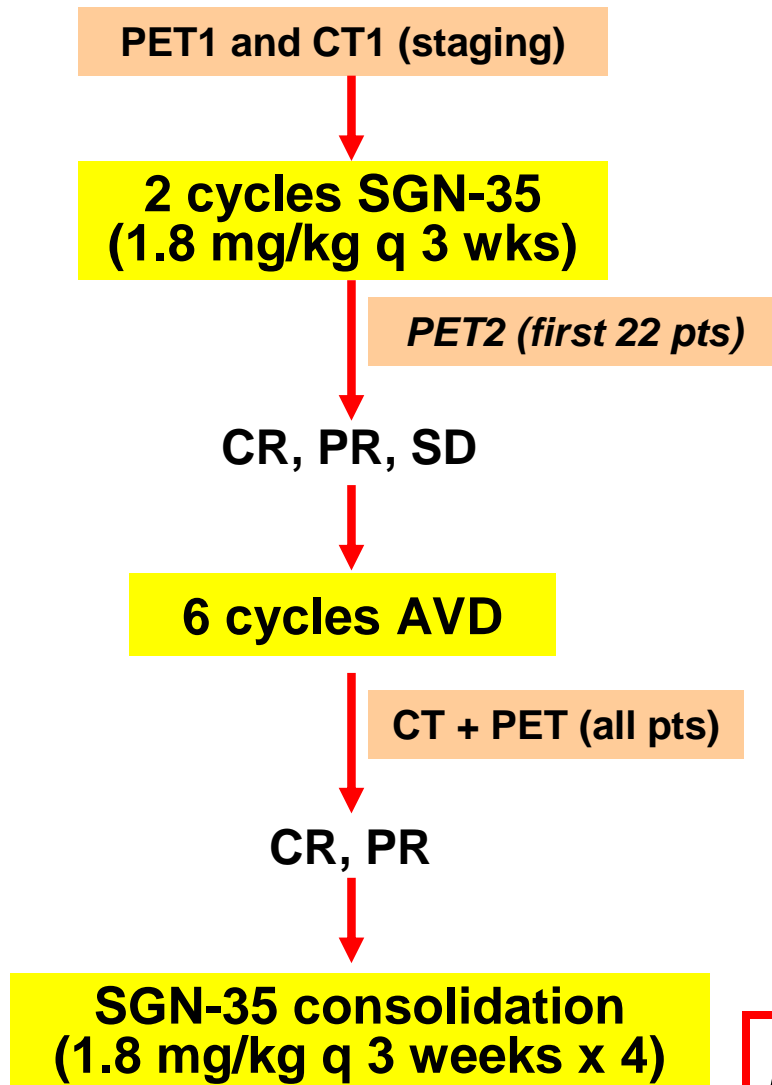 PET1 and CT1 (staging)
2 cycles SGN-35
(1.8 mg/kg q 3 wks)
PET2 (first 22 pts)
CR, PR, SD
6 cycles AVD
CT + PET (all pts)
CR, PR
SGN-35 consolidation
(1.8 mg/kg q 3 weeks x 4)